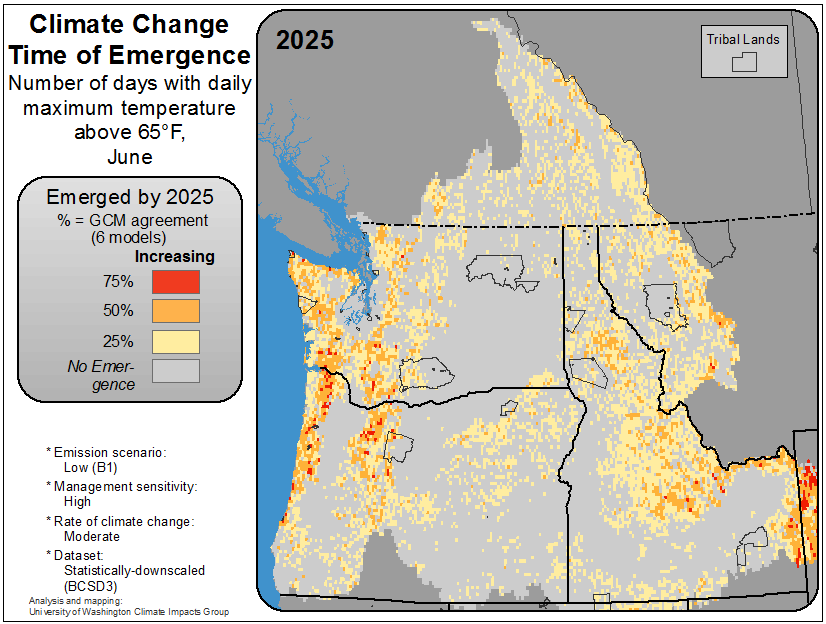 Climate Change
Time of Emergence
Number of days with daily
maximum temperature
above 65°F,
June
Emerged by 2025
% = GCM agreement
(6 models)
Increasing
75%
50%
25%
No Emer-
gence
* Emission scenario:
Low (B1)
* Management sensitivity:
High
* Rate of climate change:
Moderate
* Dataset:
Statistically-downscaled
(BCSD3)
Analysis and mapping:
University of Washington Climate Impacts Group
2025
Tribal Lands